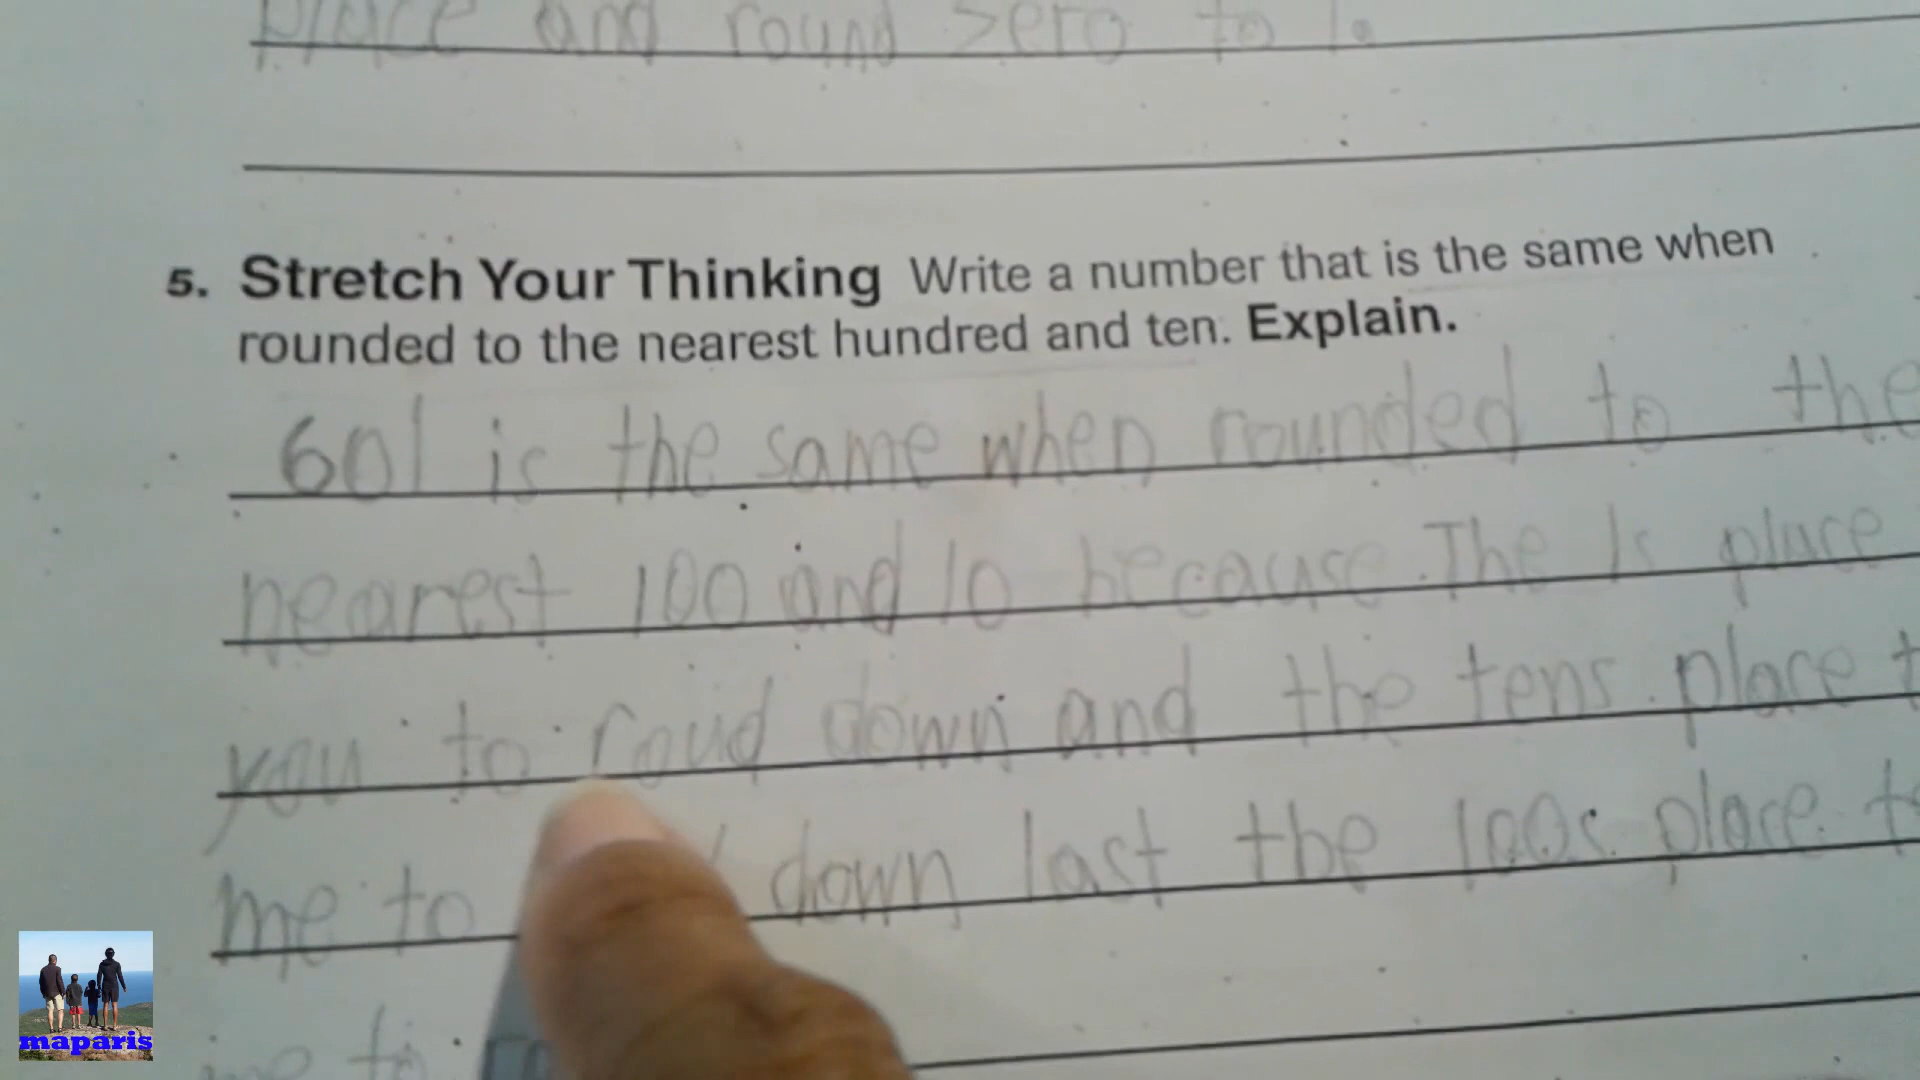 place and round zero to
5. Stretch Your Thinking Write a number that is the same when
rounded to the nearest hundred and ten. Explain.
601 is the same when rounded to the
nearest 100 and 10 because. The 1s place
you to roud down and the tens place
me to down last the 100s place
me to
maparis